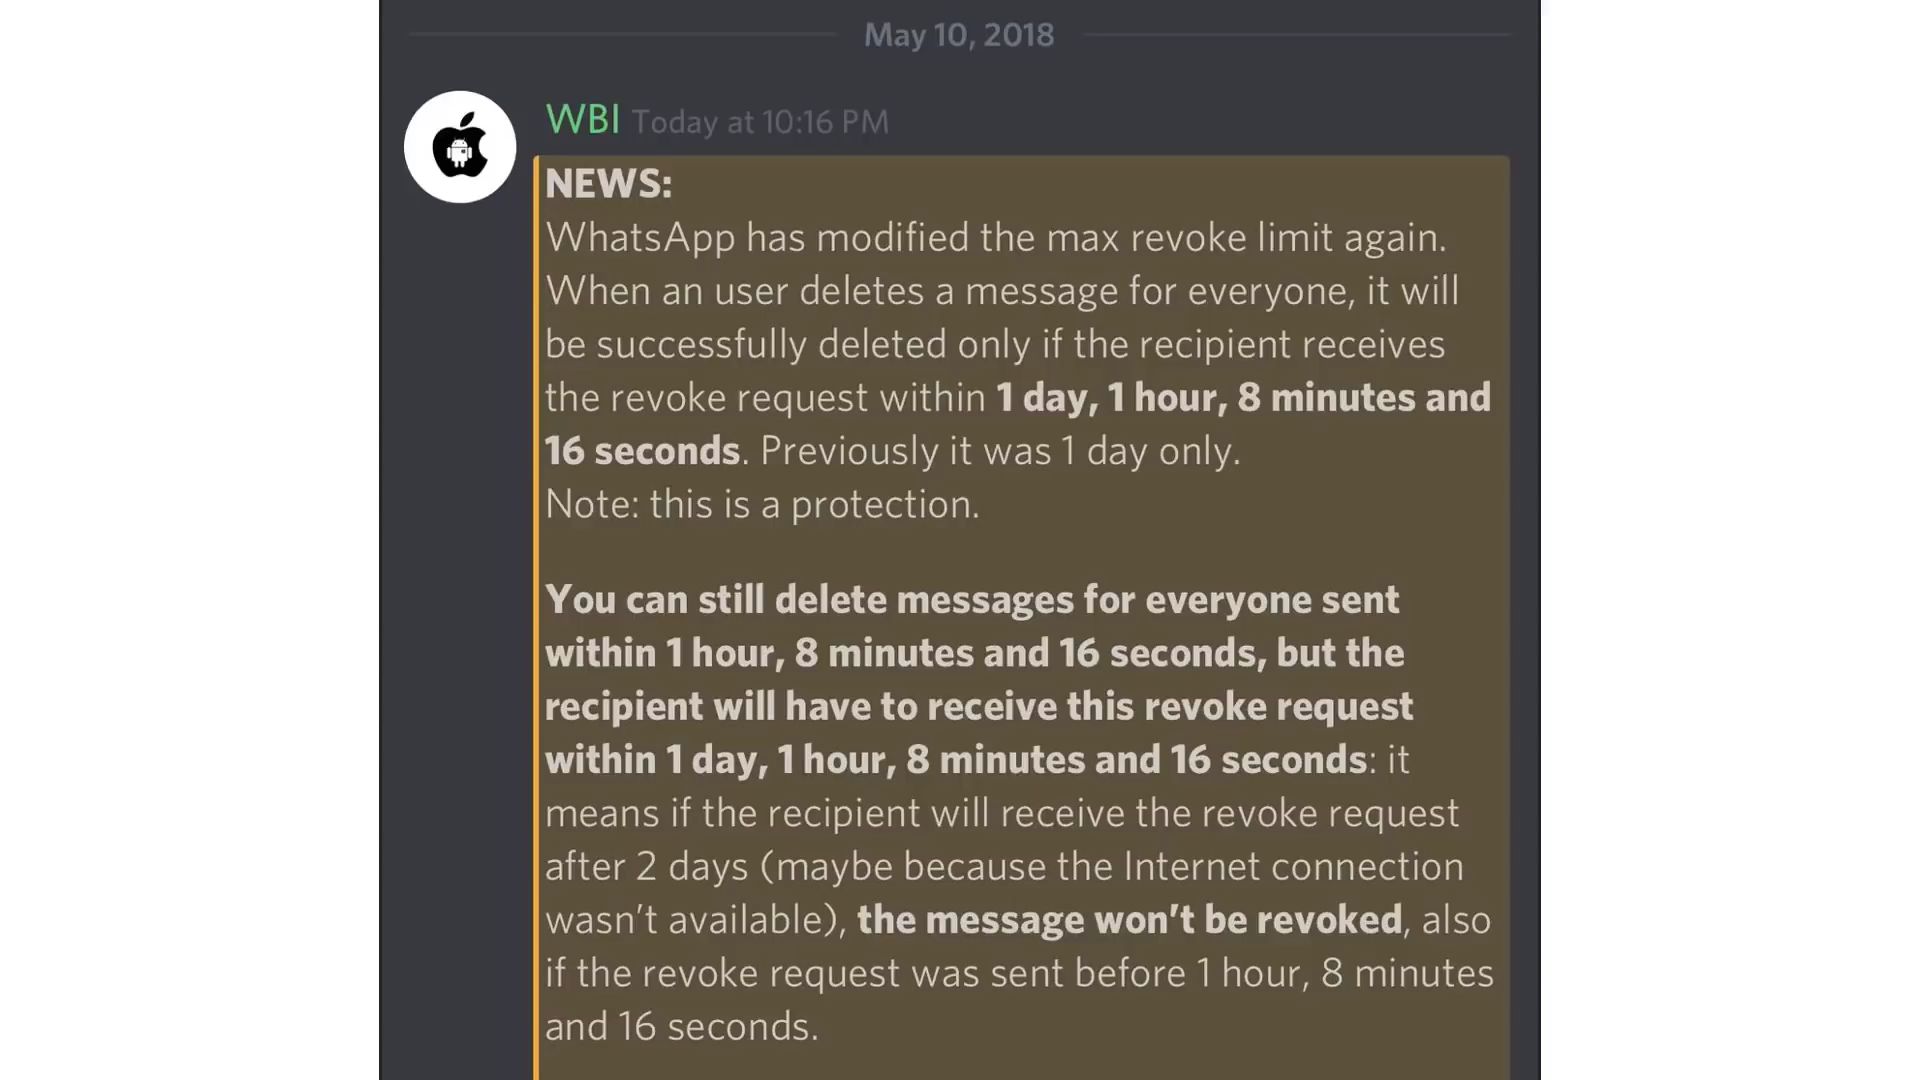 May 10, 2018
WBI Today at 10:16 PM
NEWS:
WhatsApp has modified the max revoke limit again.
When an user deletes a message for everyone, it will
be successfully deleted only if the recipient receives
the revoke request within 1 day, 1 hour, 8 minutes and
16 seconds. Previously it was 1 day only.
Note: this is a protection.
You can still delete messages for everyone sent
within 1 hour, 8 minutes and 16 seconds, but the
recipient will have to receive this revoke request
within 1 day, 1 hour, 8 minutes and 16 seconds: it
means if the recipient will receive the revoke request
after 2 days (maybe because the Internet connection
wasn’t available), the message won’t be revoked, also
if the revoke request was sent before 1 hour, 8 minutes
and 16 seconds.